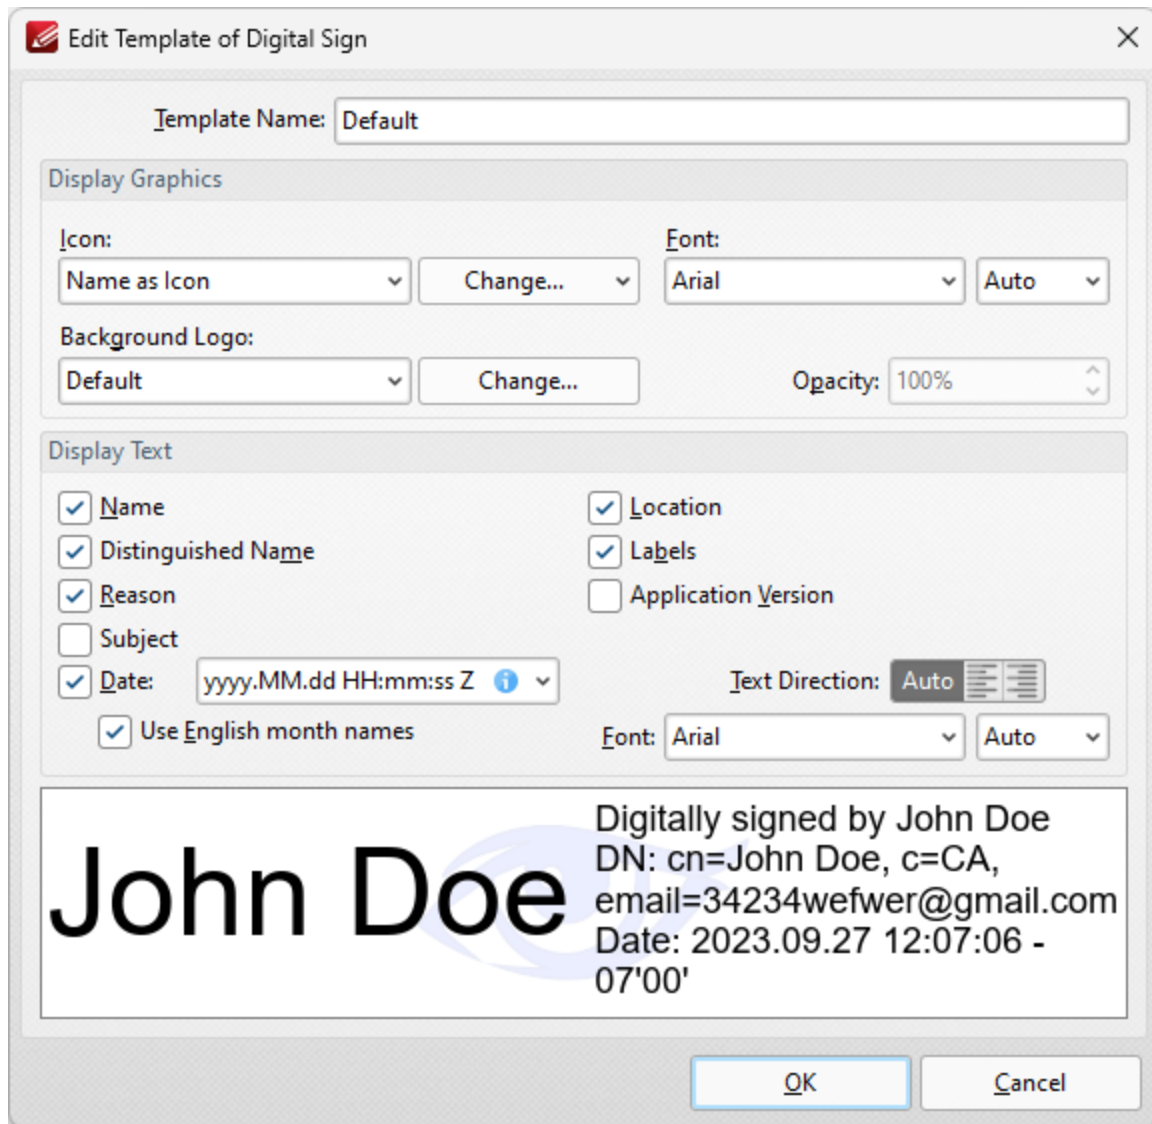 Edit Template of Digital Sign
Template Name: Default
Display Graphics
Icon: Font:
Name as Icon Change... Arial Auto
Background Logo:
Default Change... Opacity: 100%
Display Text
Name Location
Distinguished Name Labels
Reason Application Version
Subject
Date: yyyy.MM.dd HH:mm:ss Z Text Direction: Auto
Use English month names Font: Arial Auto
John Doe
Digitally signed by John Doe
DN: cn=John Doe, c=CA,
email=34234wefwer@gmail.com
Date: 2023.09.27 12:07:06 -
07'00'
OK Cancel